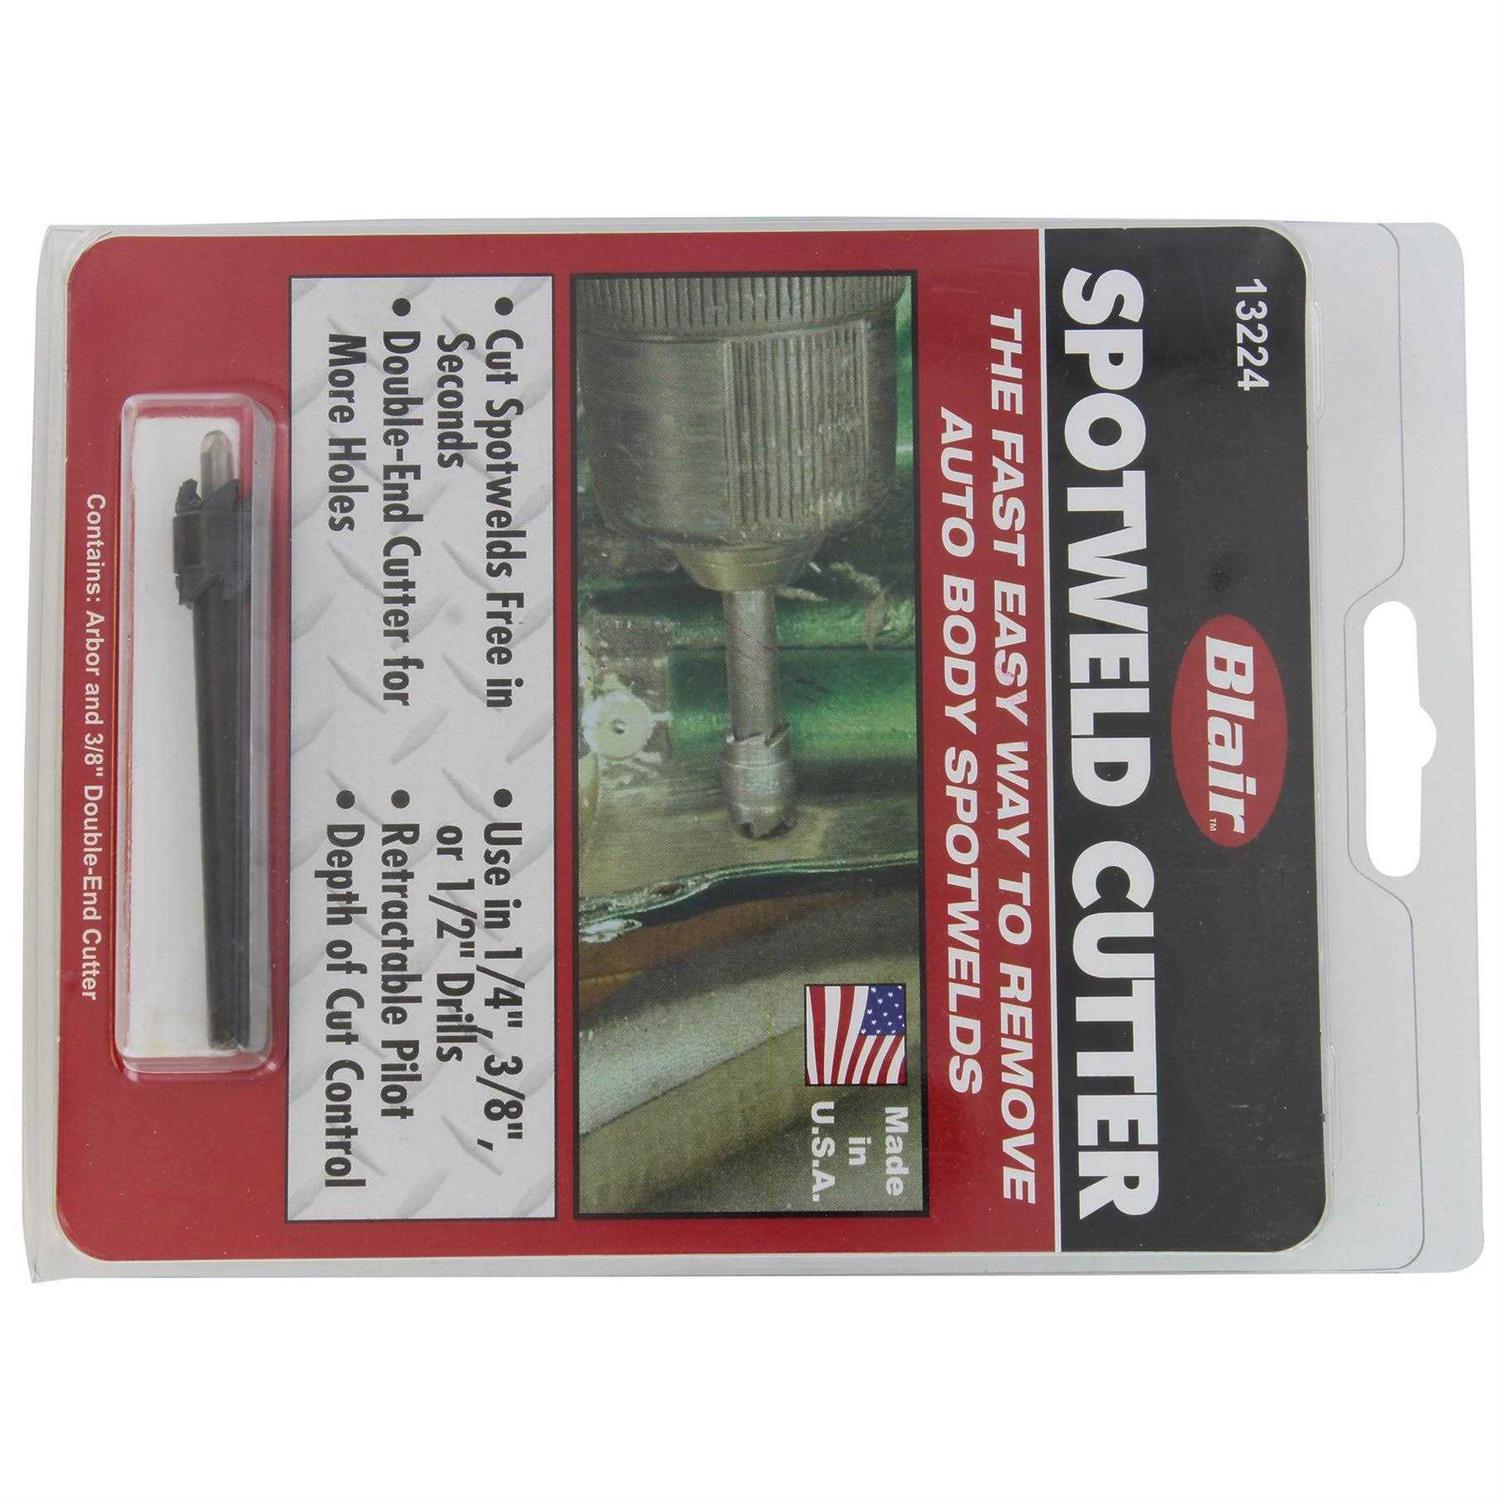 13224
Blair™
SPOTWELD CUTTER
THE FAST EASY WAY TO REMOVE
AUTO BODY SPOTWELDS
Made
in
U.S.A.
• Cut Spotwelds Free in
Seconds
• Double-End Cutter for
More Holes
• Use in 1/4", 3/8",
or 1/2" Drills
• Retractable Pilot
• Depth of Cut Control
Contains: Arbor and 3/8" Double-End Cutter